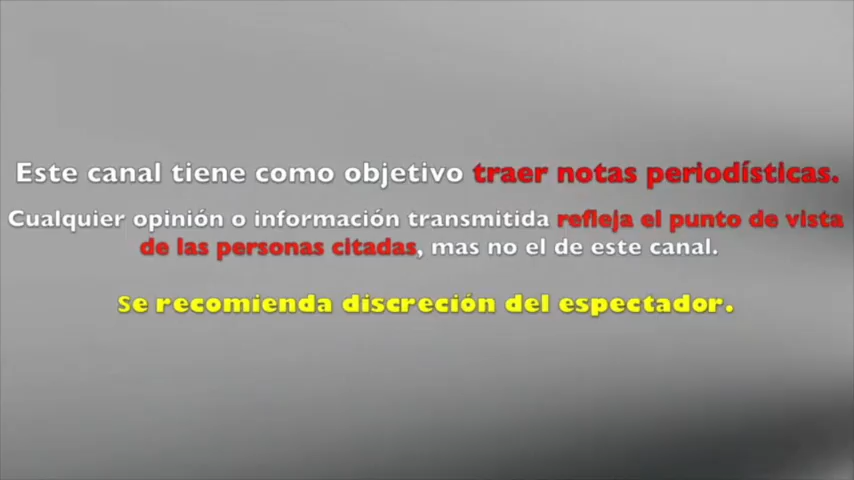 Este canal tiene como objetivo traer notas periodísticas.
Cualquier opinión o información transmitida refleja el punto de vista
de las personas citadas, mas no el de este canal.
Se recomienda discreción del espectador.